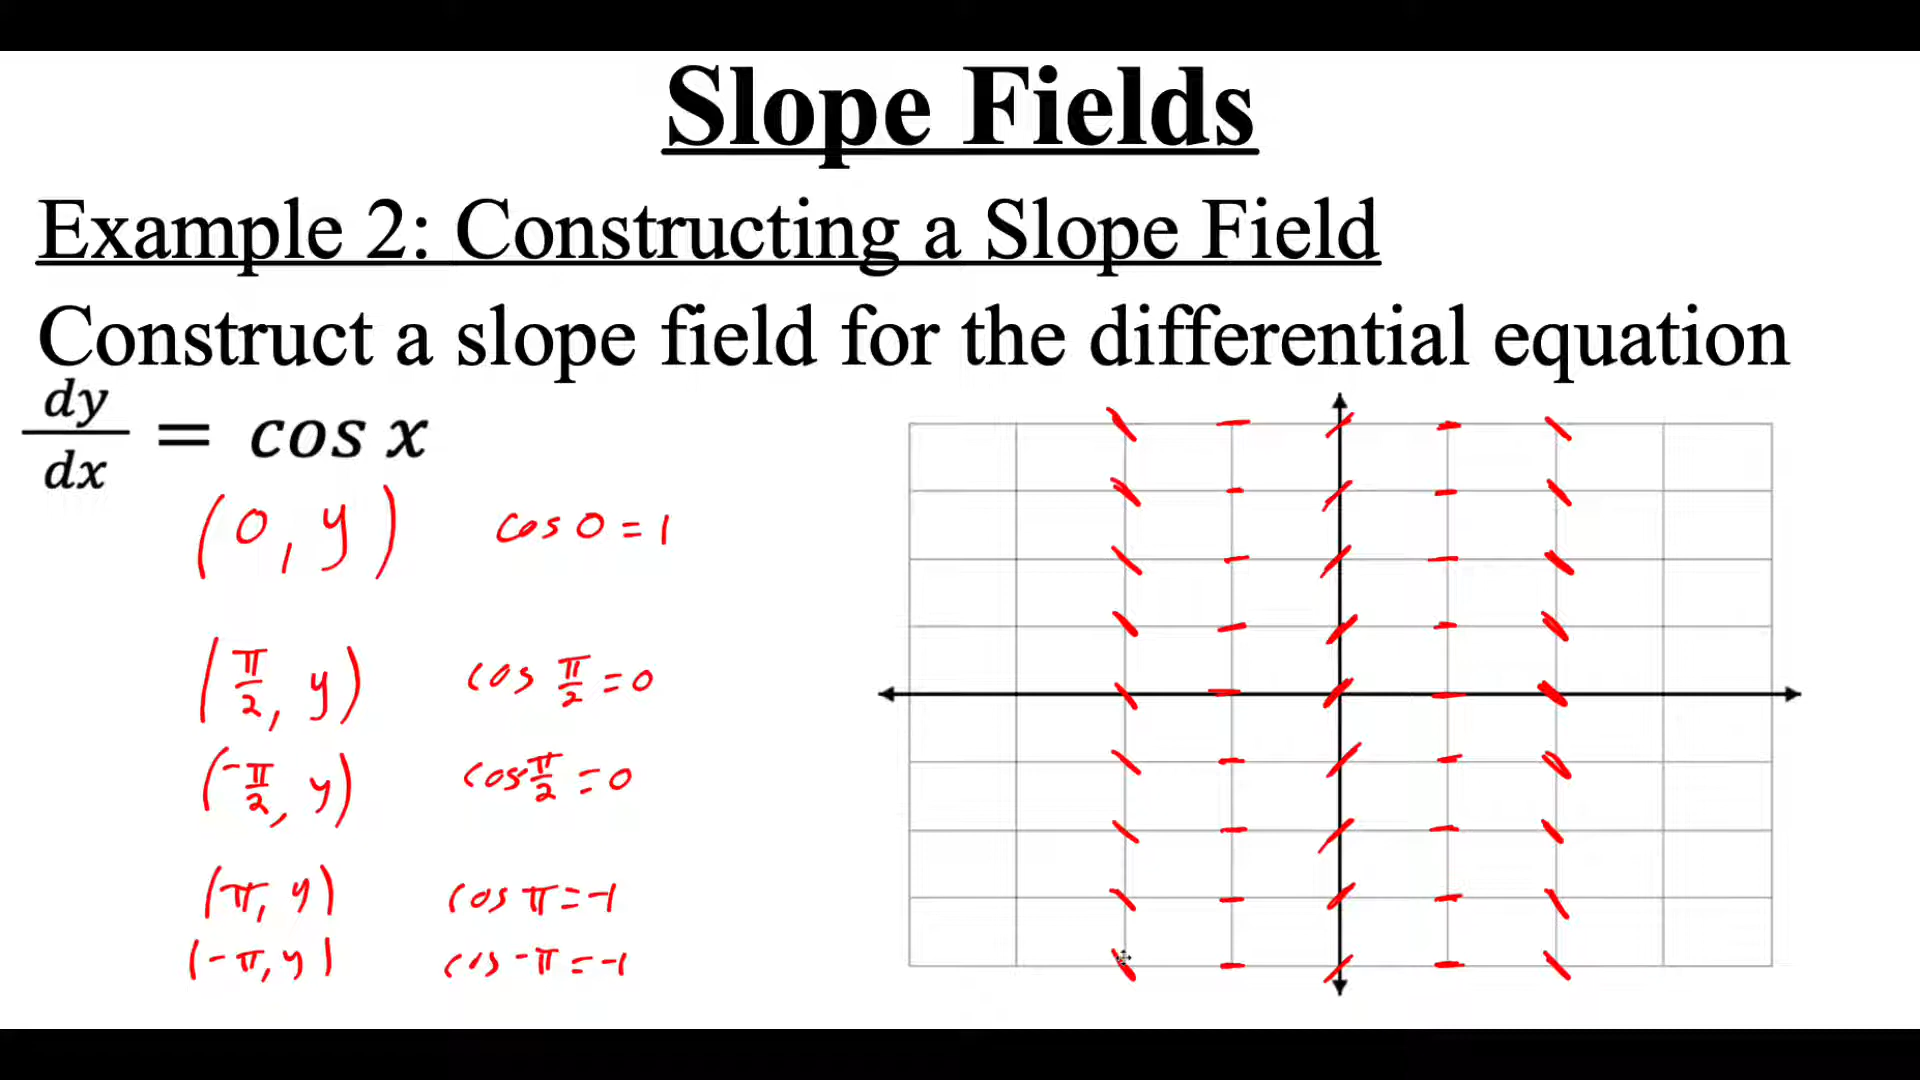 Slope Fields
Example 2: Constructing a Slope Field
Construct a slope field for the differential equation
dy/dx = cos x
(0, y) cos 0 = 1
(π/2, y) cos π/2 = 0
(-π/2, y) cos π/2 = 0
(π, y) cos π = -1
(-π, y) cos -π = -1